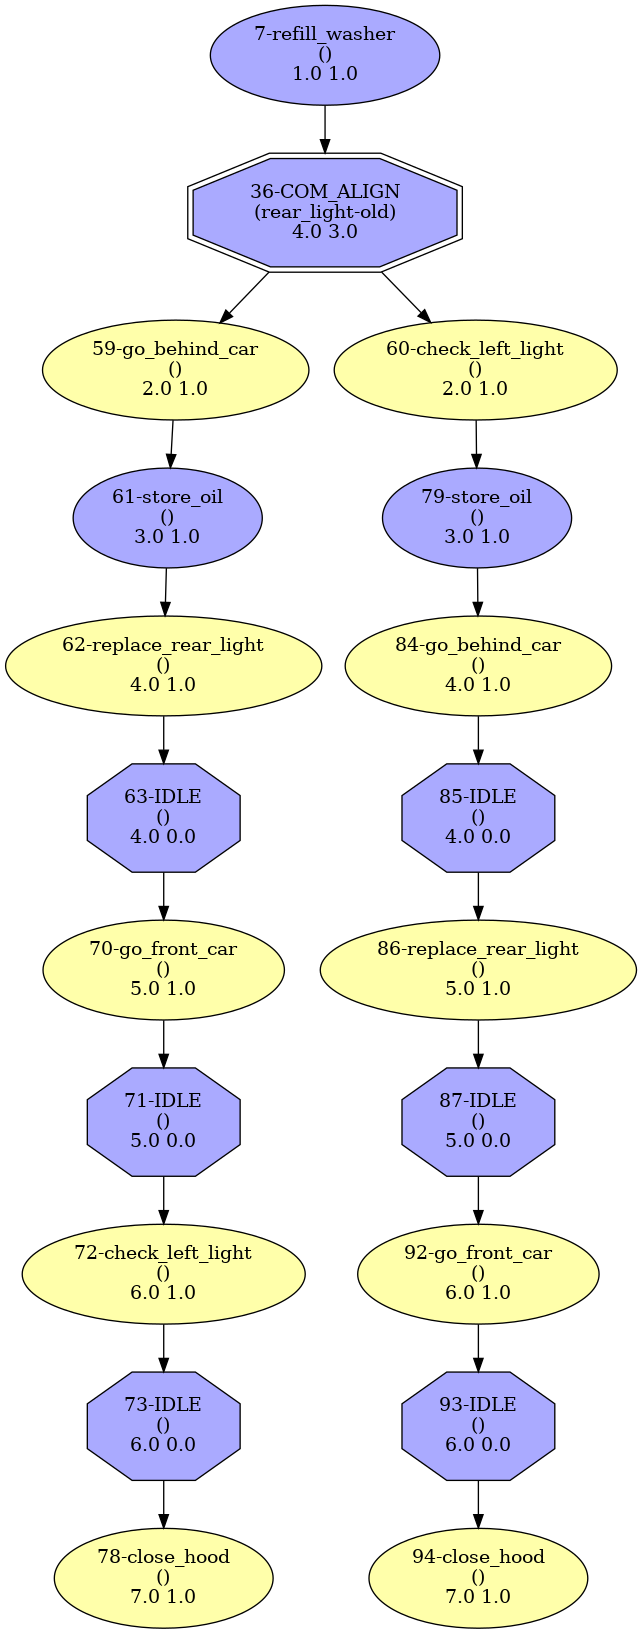 7-refill_washer
()
1.0 1.0
36-COM_ALIGN
(rear_light-old)
4.0 3.0
59-go_behind_car
()
2.0 1.0
60-check_left_light
()
2.0 1.0
61-store_oil
()
3.0 1.0
79-store_oil
()
3.0 1.0
62-replace_rear_light
()
4.0 1.0
84-go_behind_car
()
4.0 1.0
63-IDLE
()
4.0 0.0
85-IDLE
()
4.0 0.0
70-go_front_car
()
5.0 1.0
86-replace_rear_light
()
5.0 1.0
71-IDLE
()
5.0 0.0
87-IDLE
()
5.0 0.0
72-check_left_light
()
6.0 1.0
92-go_front_car
()
6.0 1.0
73-IDLE
()
6.0 0.0
93-IDLE
()
6.0 0.0
78-close_hood
()
7.0 1.0
94-close_hood
()
7.0 1.0